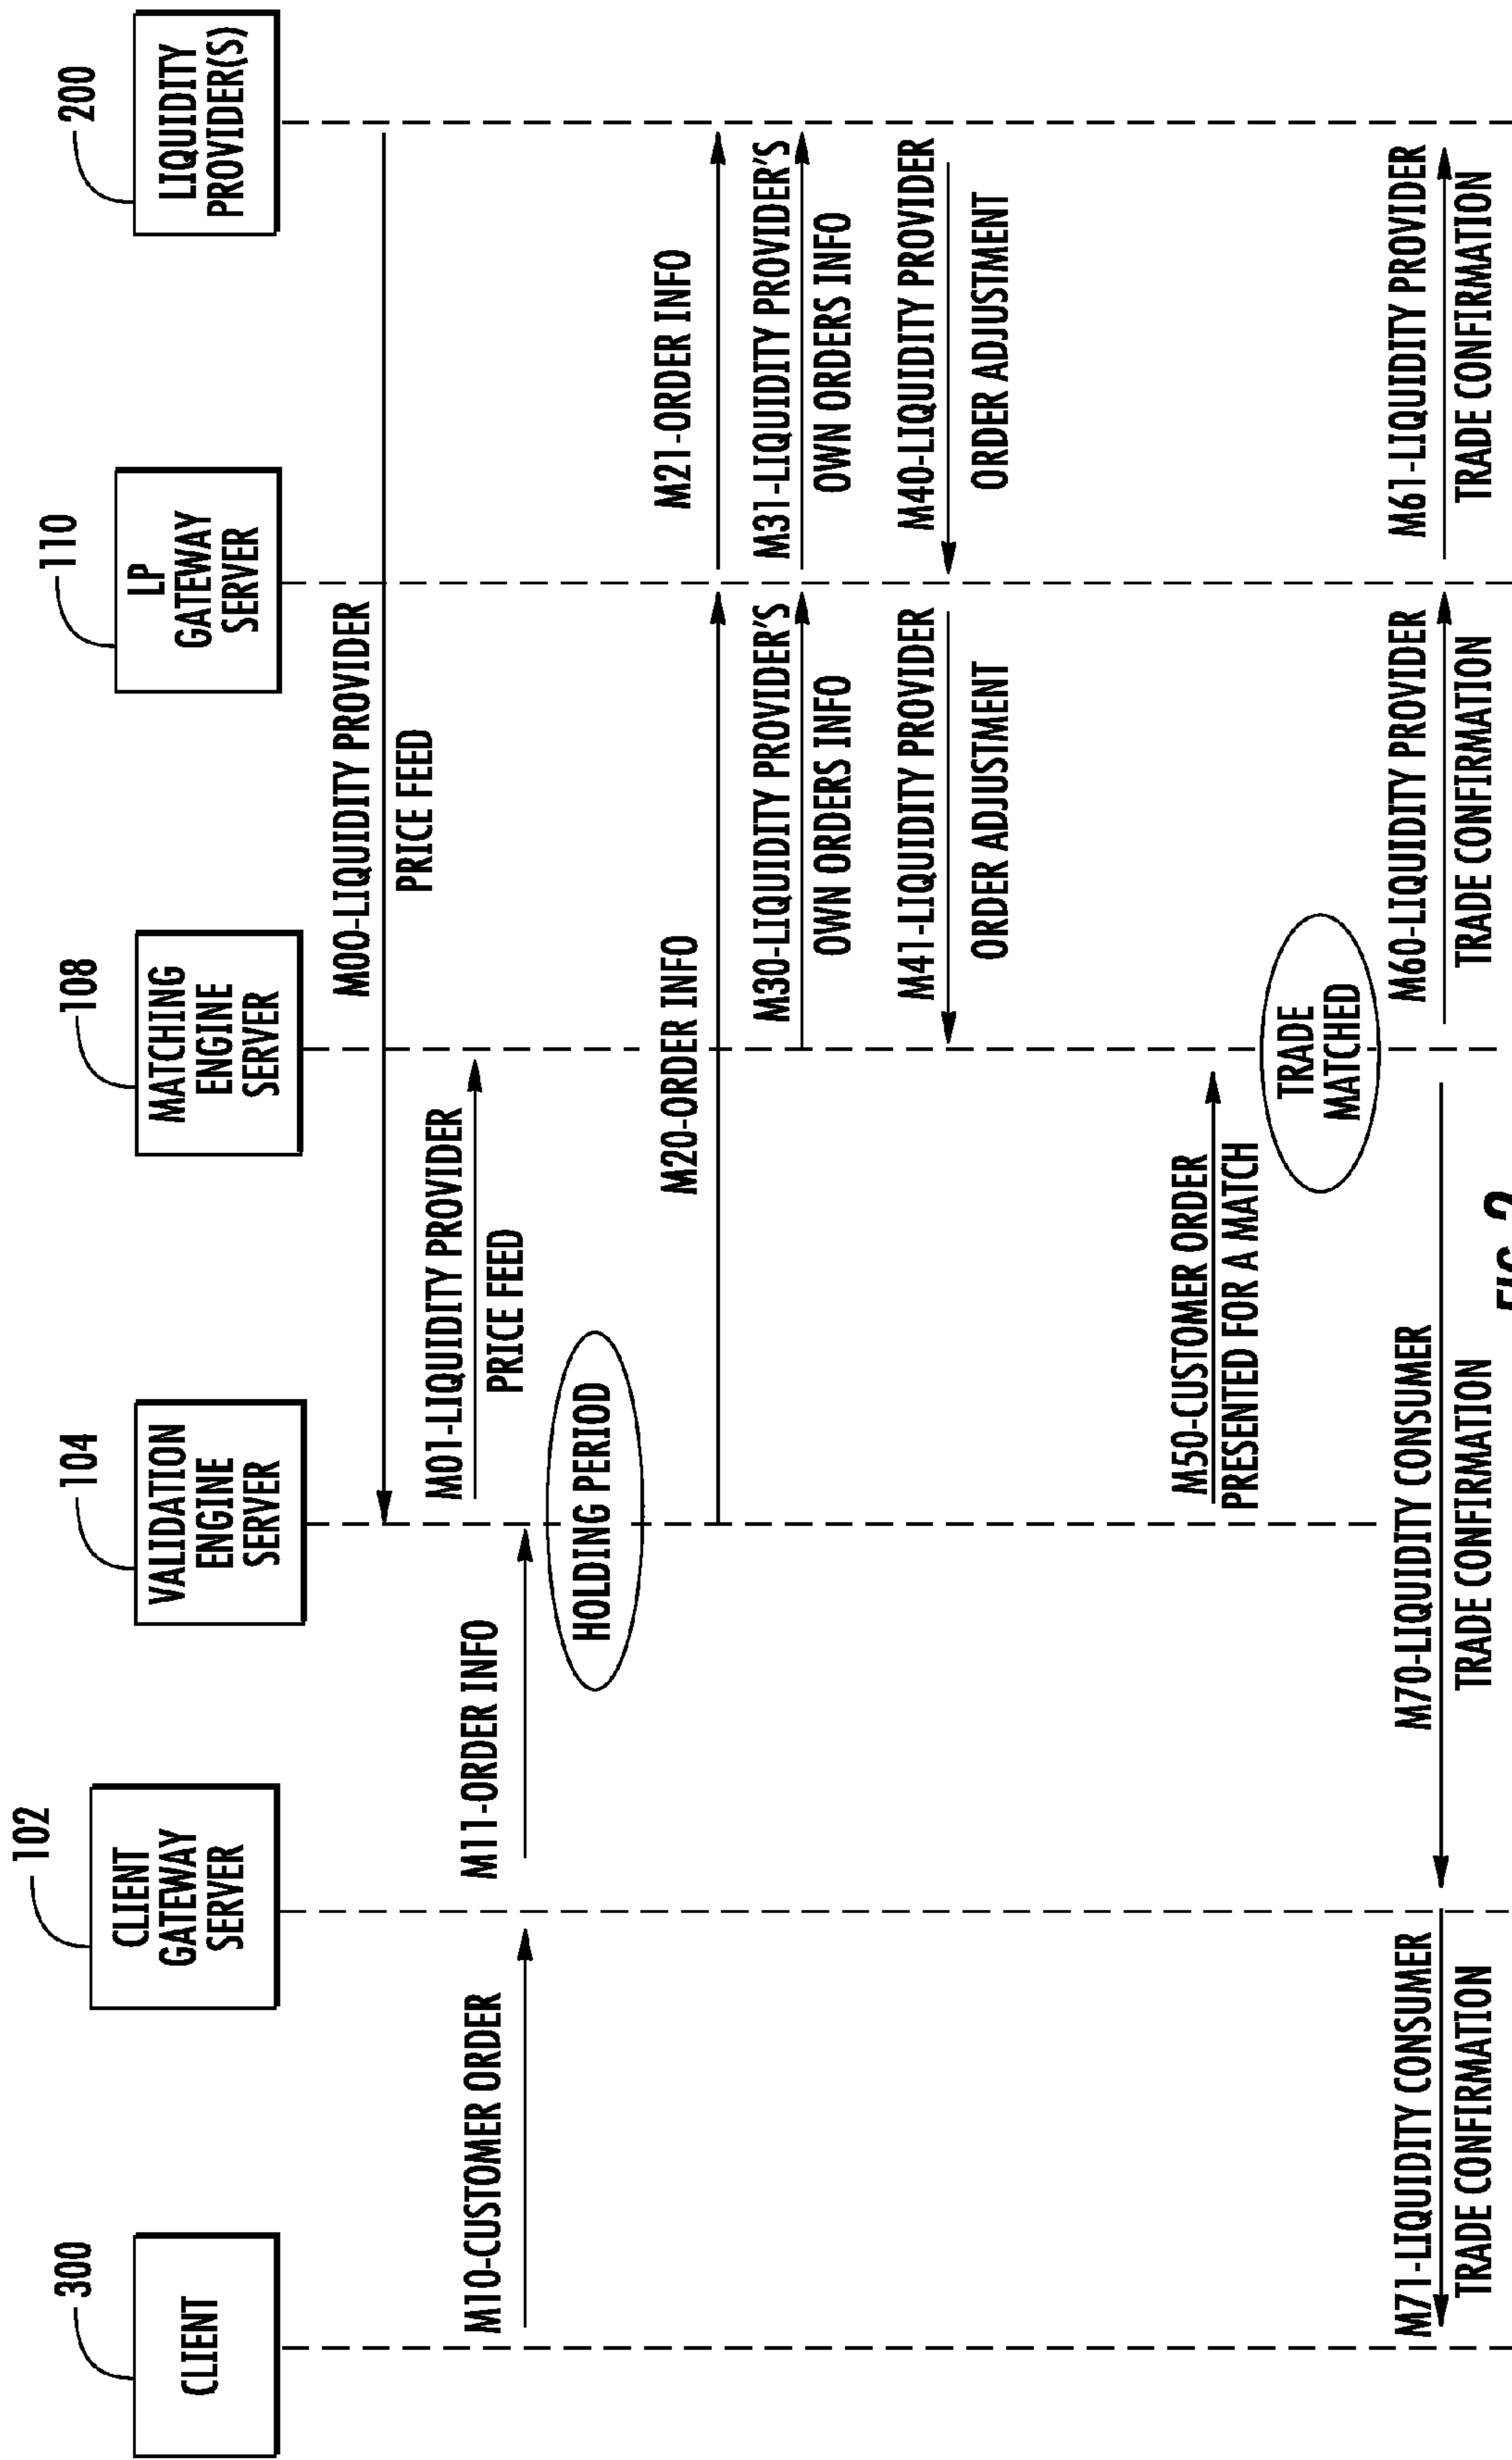 300
CLIENT
102
CLIENT
GATEWAY
SERVER
104
VALIDATION
ENGINE
SERVER
108
MATCHING
ENGINE
SERVER
110
LP
GATEWAY
SERVER
200
LIQUIDITY
PROVIDER(S)
M00-LIQUIDITY PROVIDER
PRICE FEED
M01-LIQUIDITY PROVIDER
PRICE FEED
M10-CUSTOMER ORDER
M11-ORDER INFO
HOLDING PERIOD
M20-ORDER INFO
M21-ORDER INFO
M30-LIQUIDITY PROVIDER'S
OWN ORDERS INFO
M31-LIQUIDITY PROVIDER'S
OWN ORDERS INFO
M41-LIQUIDITY PROVIDER
ORDER ADJUSTMENT
M40-LIQUIDITY PROVIDER
ORDER ADJUSTMENT
M50-CUSTOMER ORDER
PRESENTED FOR A MATCH
TRADE
MATCHED
M71-LIQUIDITY CONSUMER
TRADE CONFIRMATION
M70-LIQUIDITY CONSUMER
TRADE CONFIRMATION
M60-LIQUIDITY PROVIDER
TRADE CONFIRMATION
M61-LIQUIDITY PROVIDER
TRADE CONFIRMATION
FIG. 2